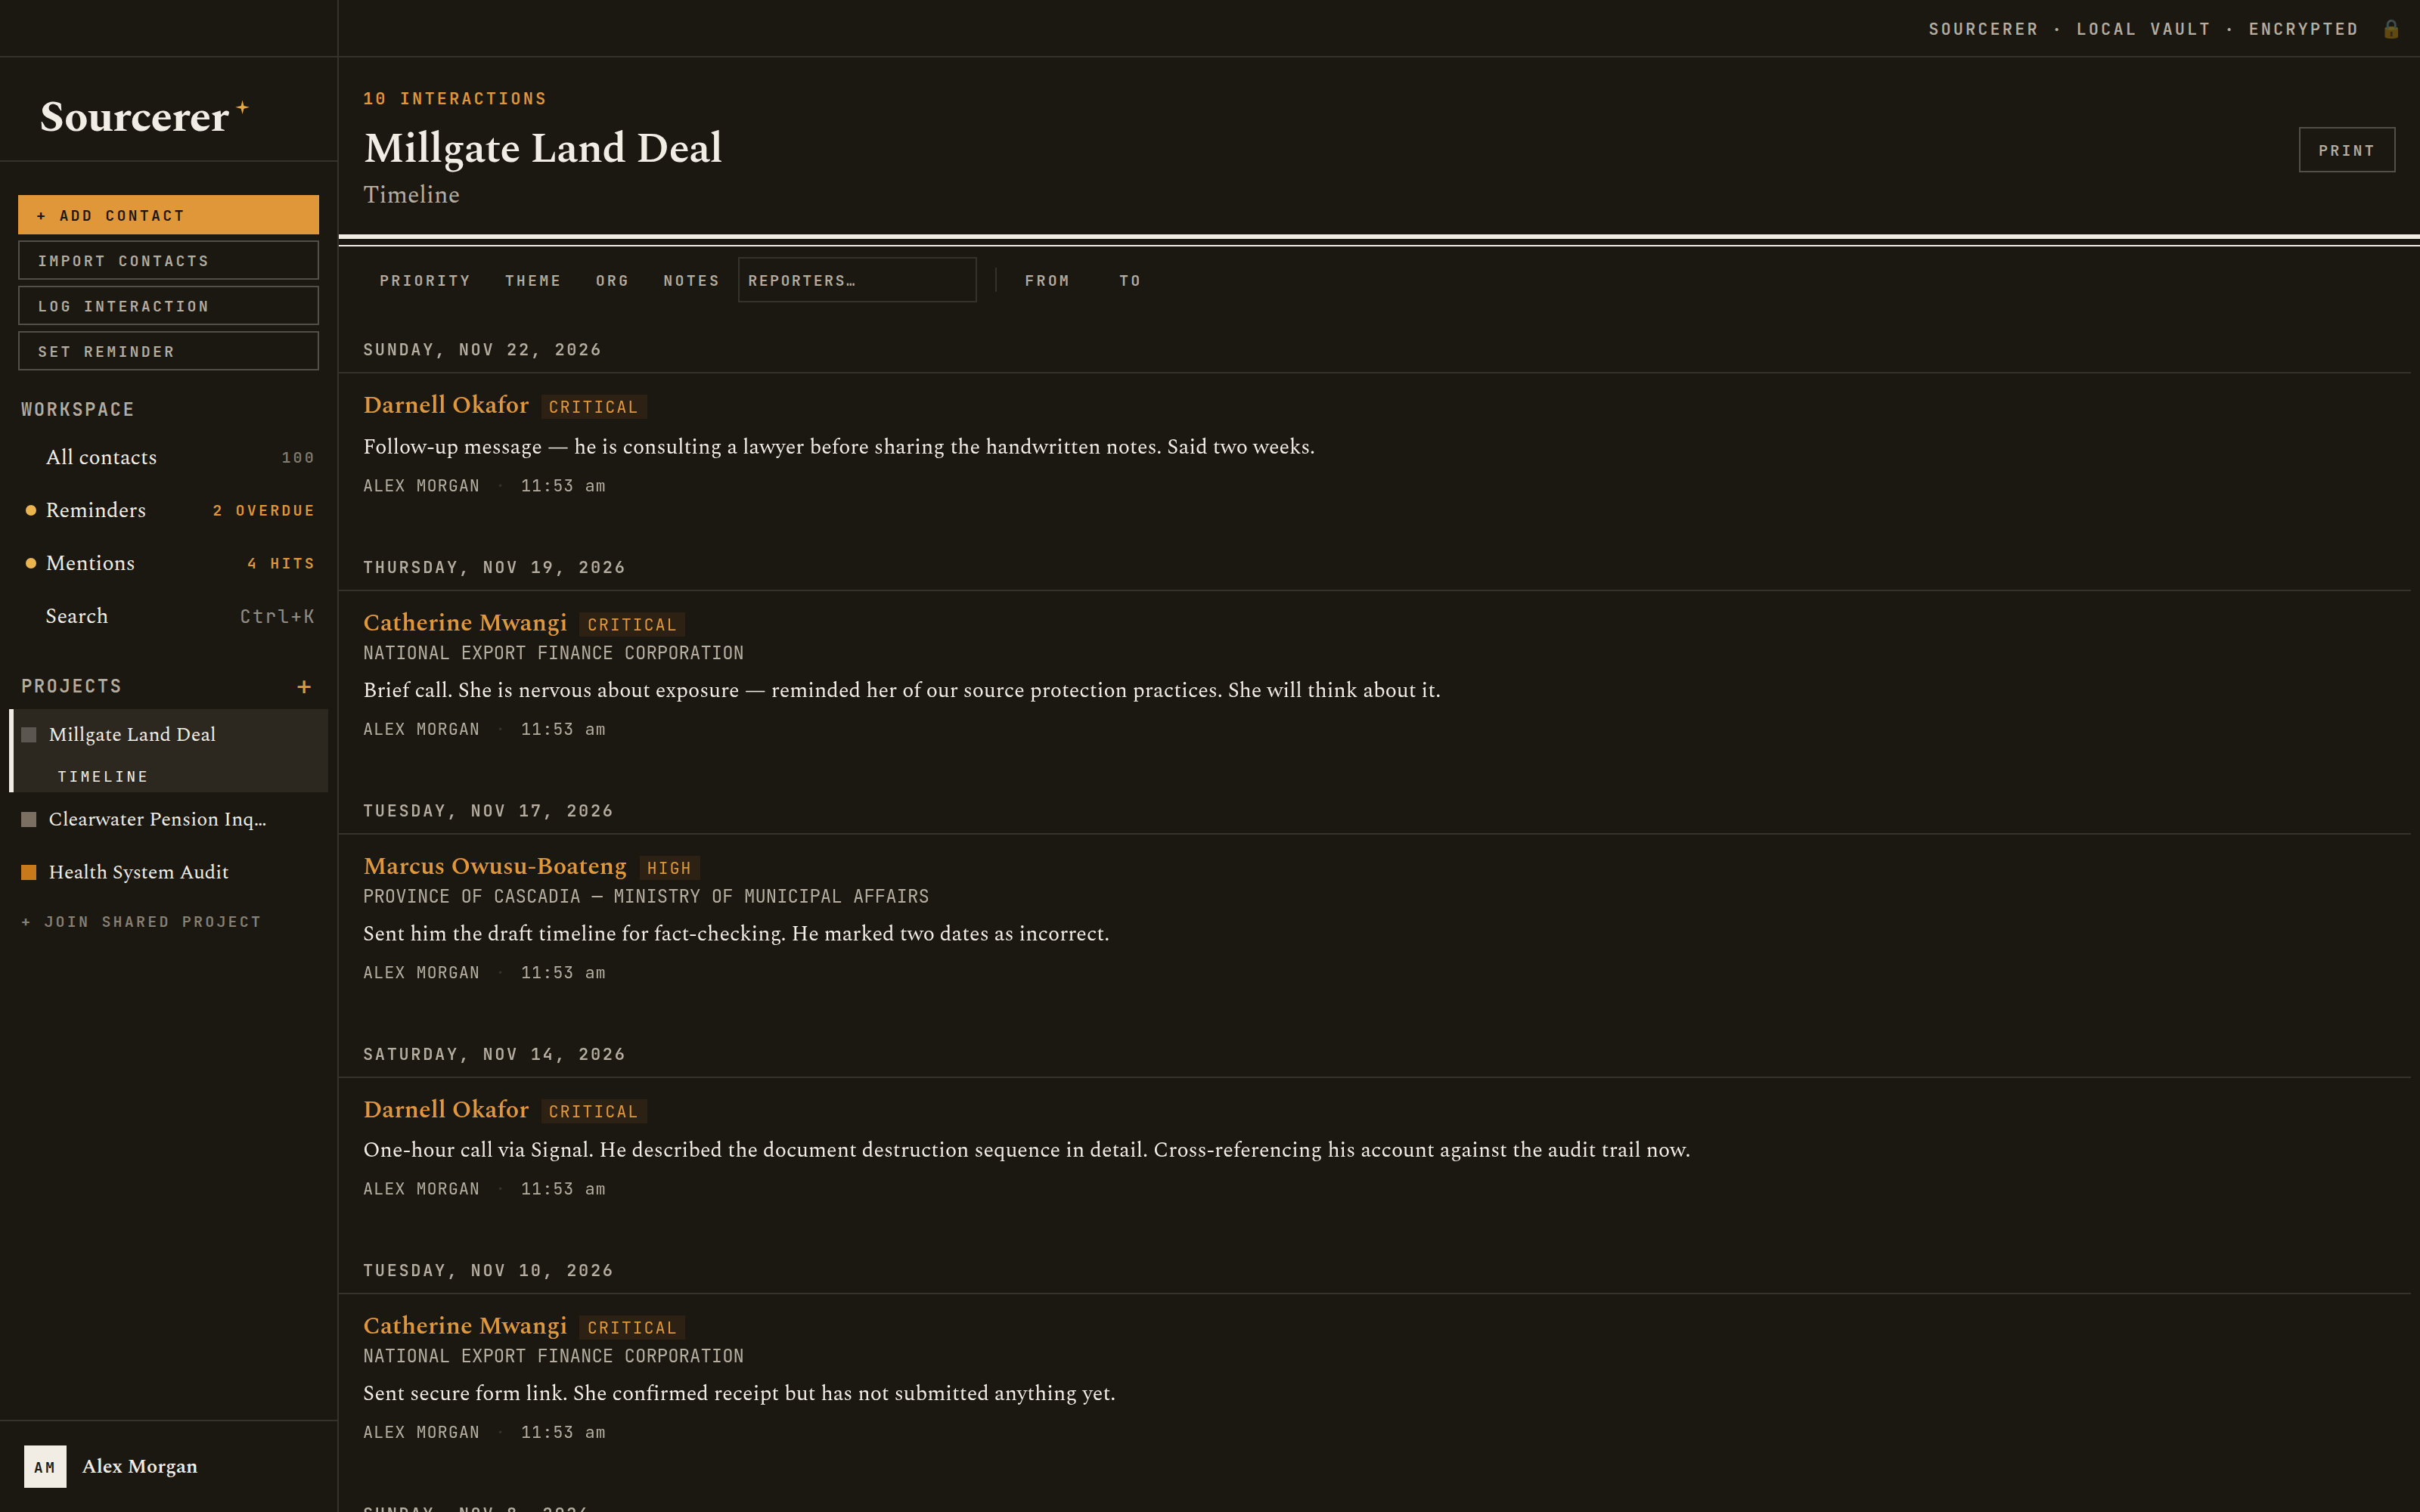 SOURCERER · LOCAL VAULT · ENCRYPTED
Sourcerer
+ ADD CONTACT
IMPORT CONTACTS
LOG INTERACTION
SET REMINDER
WORKSPACE
All contacts 100
Reminders 2 OVERDUE
Mentions 4 HITS
Search Ctrl+K
PROJECTS +
Millgate Land Deal
TIMELINE
Clearwater Pension Inq…
Health System Audit
+ JOIN SHARED PROJECT
AM Alex Morgan
10 INTERACTIONS
Millgate Land Deal
Timeline
PRINT
PRIORITY THEME ORG NOTES REPORTERS… FROM TO
SUNDAY, NOV 22, 2026
Darnell Okafor CRITICAL
Follow-up message — he is consulting a lawyer before sharing the handwritten notes. Said two weeks.
ALEX MORGAN · 11:53 am
THURSDAY, NOV 19, 2026
Catherine Mwangi CRITICAL
NATIONAL EXPORT FINANCE CORPORATION
Brief call. She is nervous about exposure — reminded her of our source protection practices. She will think about it.
ALEX MORGAN · 11:53 am
TUESDAY, NOV 17, 2026
Marcus Owusu-Boateng HIGH
PROVINCE OF CASCADIA — MINISTRY OF MUNICIPAL AFFAIRS
Sent him the draft timeline for fact-checking. He marked two dates as incorrect.
ALEX MORGAN · 11:53 am
SATURDAY, NOV 14, 2026
Darnell Okafor CRITICAL
One-hour call via Signal. He described the document destruction sequence in detail. Cross-referencing his account against the audit trail now.
ALEX MORGAN · 11:53 am
TUESDAY, NOV 10, 2026
Catherine Mwangi CRITICAL
NATIONAL EXPORT FINANCE CORPORATION
Sent secure form link. She confirmed receipt but has not submitted anything yet.
ALEX MORGAN · 11:53 am
SUNDAY, NOV 8, 2026